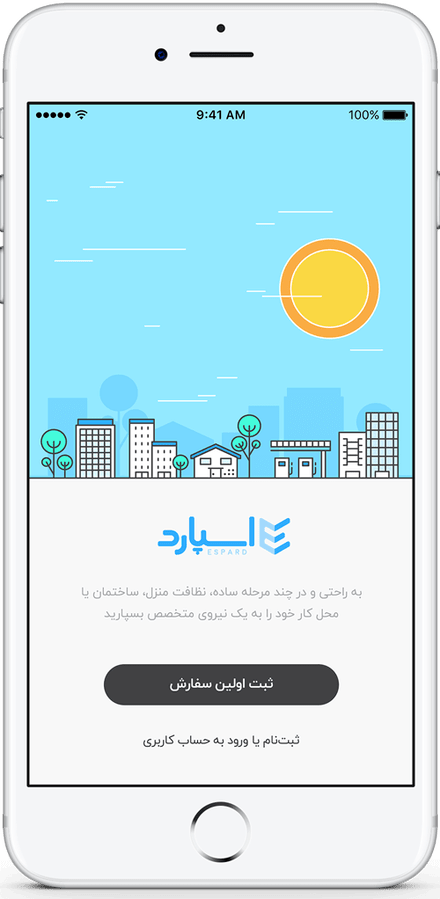 9:41 AM
100%
اسپارد
ESPARD
به راحتی و در چند مرحله ساده، نظافت منزل، ساختمان یا
محل کار خود را به یک نیروی متخصص بسپارید
ثبت اولین سفارش
ثبت‌نام یا ورود به حساب کاربری